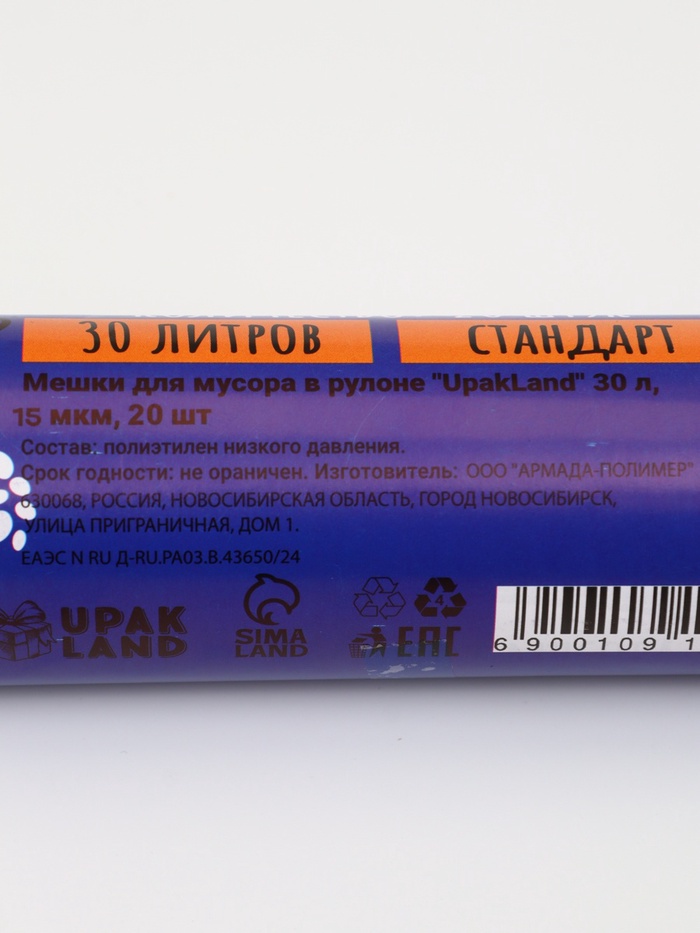 30 ЛИТРОВ
СТАНДАРТ
Мешки для мусора в рулоне "UpakLand" 30 л,
15 мкм, 20 шт
Состав: полиэтилен низкого давления.
Срок годности: не ораничен. Изготовитель: ООО "АРМАДА-ПОЛИМЕР"
630068, РОССИЯ, НОВОСИБИРСКАЯ ОБЛАСТЬ, ГОРОД НОВОСИБИРСК,
УЛИЦА ПРИГРАНИЧНАЯ, ДОМ 1.
ЕАЭС N RU Д-RU.РА03.В.43650/24
UPAK
LAND
SIMA
LAND
4
ЕПС
6 900109 1